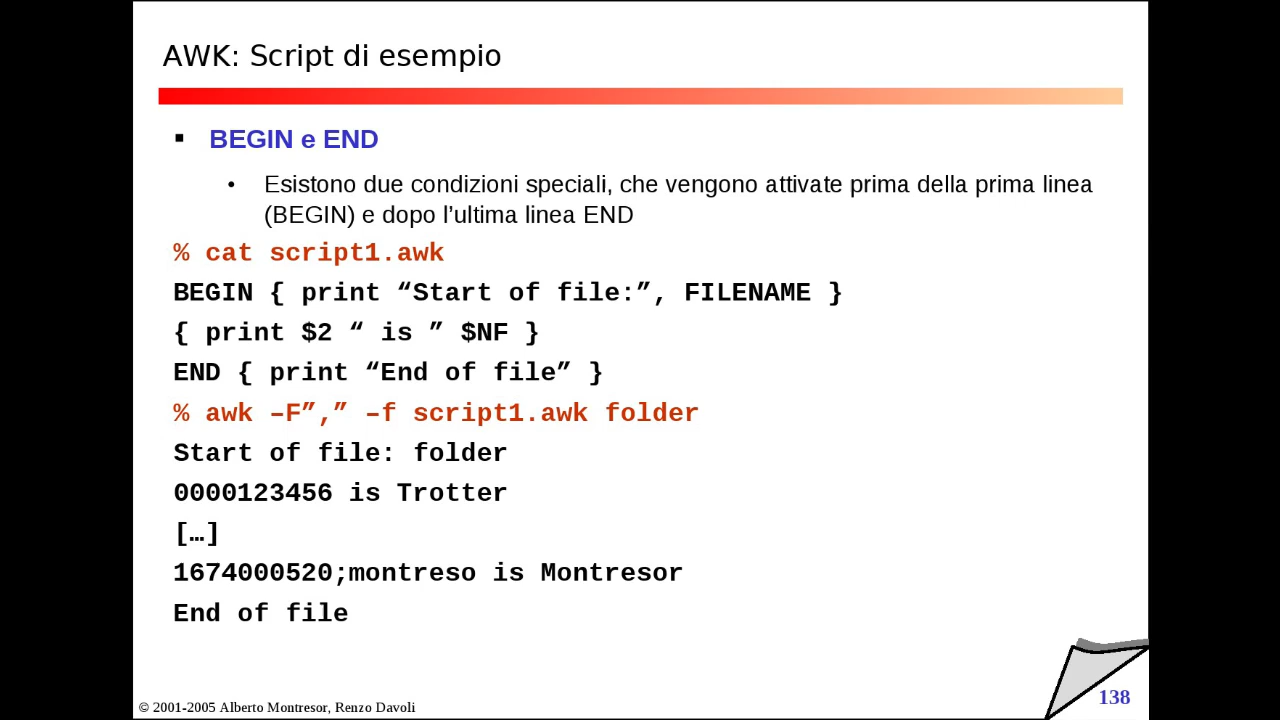 AWK: Script di esempio
▪ BEGIN e END
• Esistono due condizioni speciali, che vengono attivate prima della prima linea
(BEGIN) e dopo l’ultima linea END
% cat script1.awk
BEGIN { print “Start of file:”, FILENAME }
{ print $2 “ is ” $NF }
END { print “End of file” }
% awk –F”,” –f script1.awk folder
Start of file: folder
0000123456 is Trotter
[…]
1674000520;montreso is Montresor
End of file
© 2001-2005 Alberto Montresor, Renzo Davoli
138